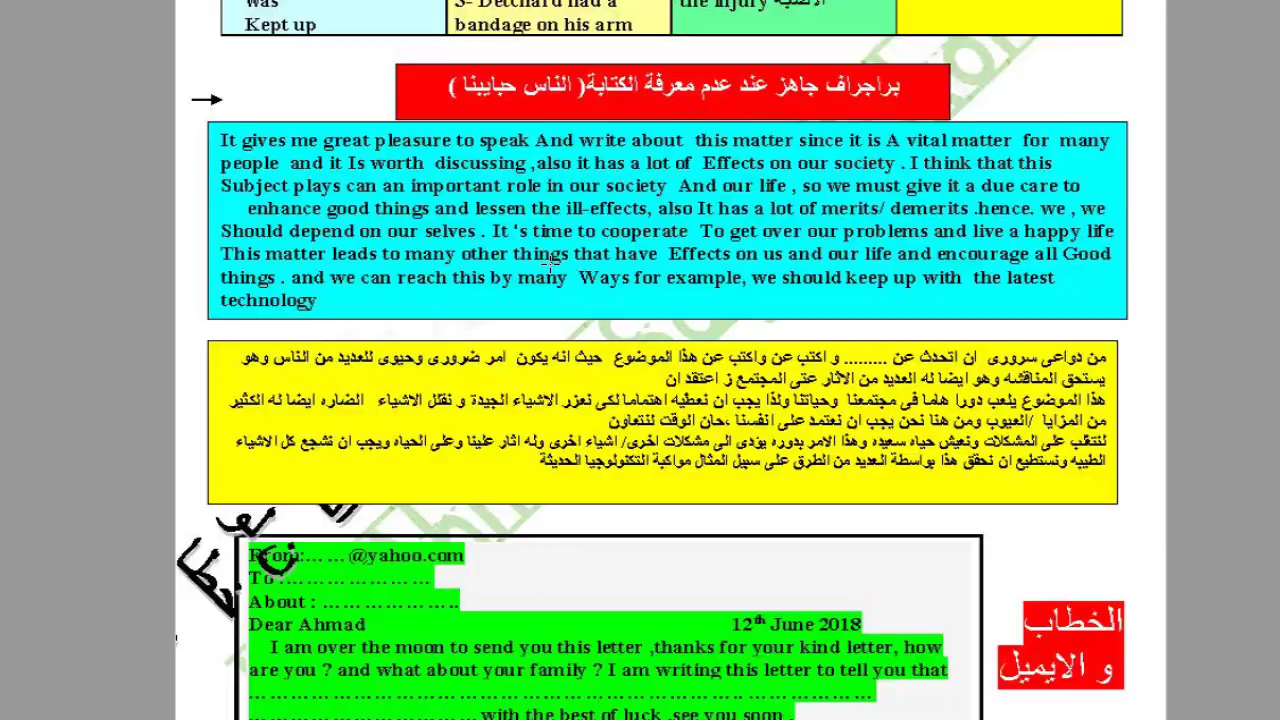 was
3- Detchard had a
the injury الاصابة
Kept up
bandage on his arm
براجراف جاهز عند عدم معرفة الكتابة( الناس حبايبنا )
It gives me great pleasure to speak And write about this matter since it is A vital matter for many
people and it Is worth discussing ,also it has a lot of Effects on our society . I think that this
Subject plays can an important role in our society And our life , so we must give it a due care to
enhance good things and lessen the ill-effects, also It has a lot of merits/ demerits .hence. we , we
Should depend on our selves . It 's time to cooperate To get over our problems and live a happy life
This matter leads to many other things that have Effects on us and our life and encourage all Good
things . and we can reach this by many Ways for example, we should keep up with the latest
technology
من دواعى سرورى ان اتحدث عن ......... و اكتب عن واكتب عن هذا الموضوع حيث انه يكون امر ضرورى وحيوى للعديد من الناس وهو
يستحق المناقشه وهو ايضا له العديد من الاثار عتى المجتمع ز اعتقد ان
هذا الموضوع يلعب دورا هاما فى مجتمعنا وحياتنا ولذا يجب ان نعطيه اهتماما لكى نعزر الاشياء الجيدة و نقلل الاشياء الضاره ايضا له الكثير
من المزايا /العيوب ومن هنا نحن يجب ان نعتمد على انفسنا ،حان الوقت لنتعاون
لنتغلب على المشكلات ونعيش حياه سعيده وهذا الامر بدوره يؤدى الى مشكلات اخرى/ اشياء اخرى وله اثار علينا وعلى الحياه ويجب ان نشجع كل الاشياء
الطيبه ونستطيع ان نحقق هذا بواسطة العديد من الطرق على سبيل المثال مواكبة التكنولوجيا الحديثة
From:... ... @yahoo.com
To :... ... ... ... ... ... ...
About : ... ... ... ... ... ... ..
Dear Ahmad 12th June 2018
I am over the moon to send you this letter ,thanks for your kind letter, how
are you ? and what about your family ? I am writing this letter to tell you that
with the best of luck ,see you soon .
الخطاب
و الايميل